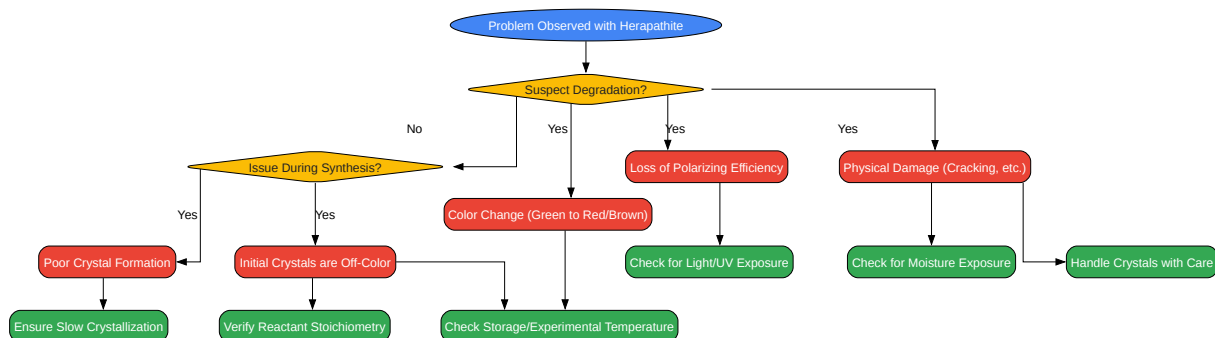 Problem Observed with Herapathite
Suspect Degradation?
No
Yes
Yes
Yes
Issue During Synthesis?
Loss of Polarizing Efficiency
Physical Damage (Cracking, etc.)
Yes
Yes
Color Change (Green to Red/Brown)
Poor Crystal Formation
Initial Crystals are Off-Color
Check for Light/UV Exposure
Check for Moisture Exposure
Handle Crystals with Care
Ensure Slow Crystallization
Verify Reactant Stoichiometry
Check Storage/Experimental Temperature